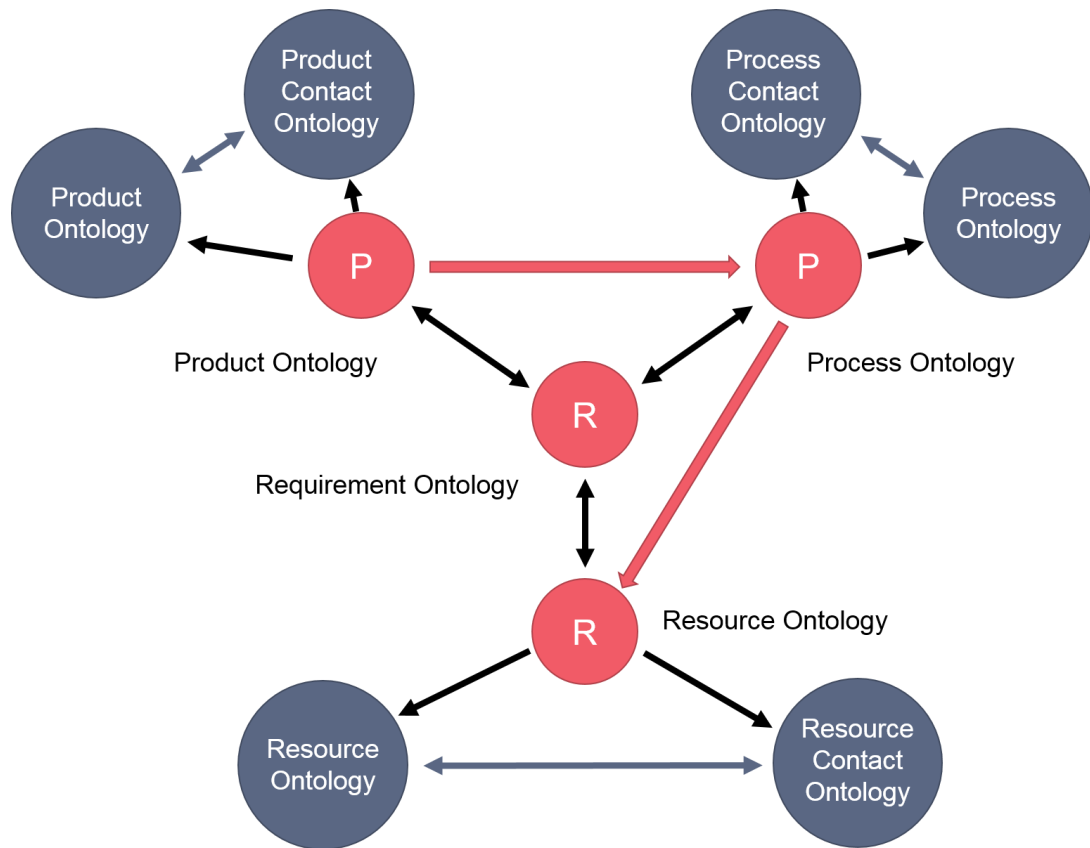 Product
Contact
Ontology
Process
Contact
Ontology
Product
Ontology
Process
Ontology
P
P
Product Ontology
Process Ontology
R
Requirement Ontology
R
Resource Ontology
Resource
Ontology
Resource
Contact
Ontology